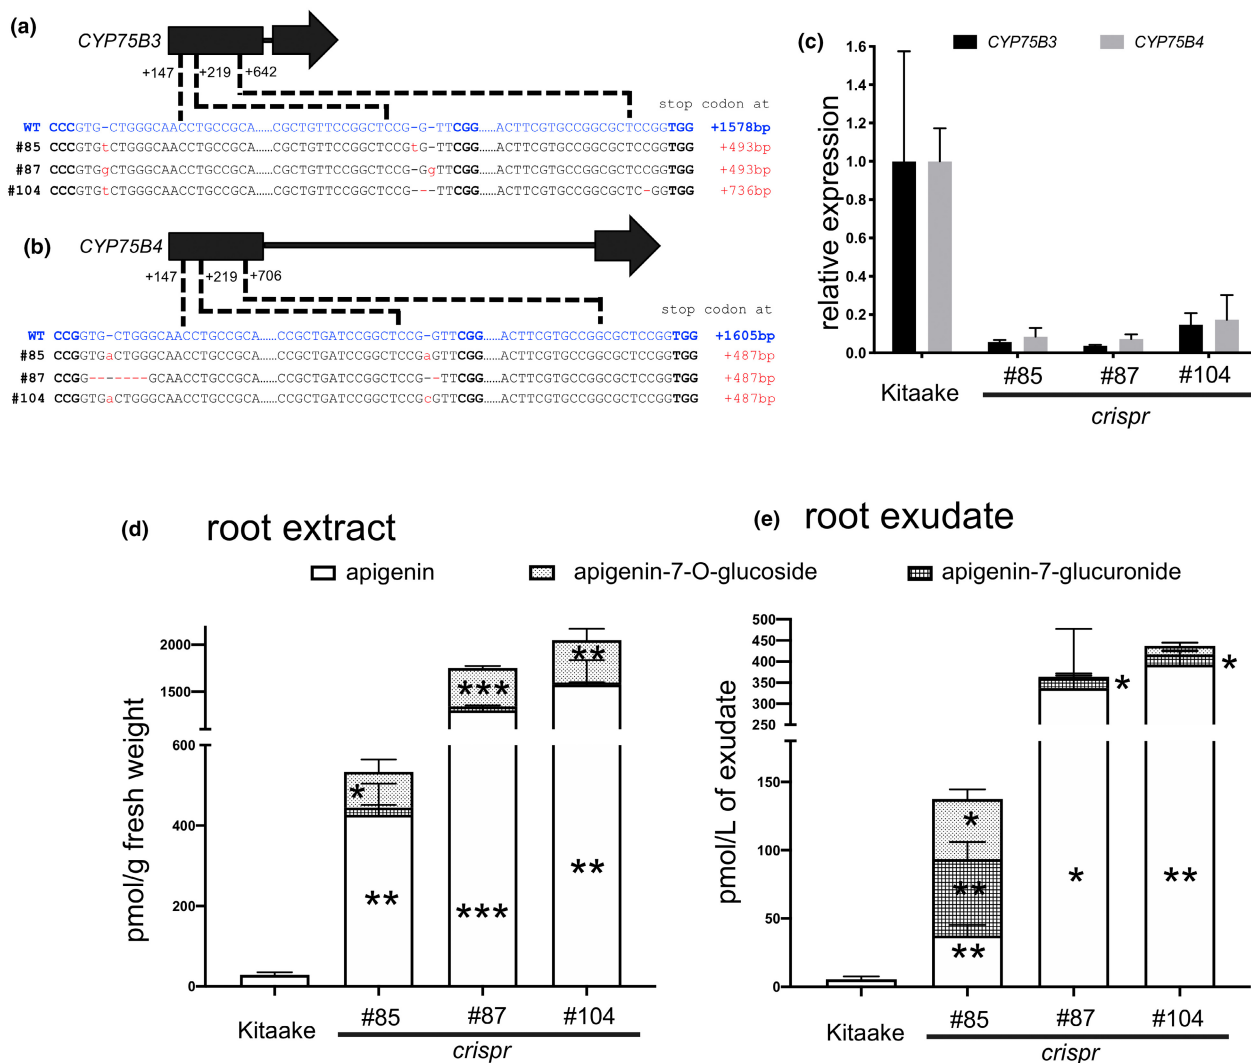 (a)
CYP75B3
+147
+219
+642
stop codon at
WT CCCGTG-CTGGGCAACCTGCCGCA......CGCTGTTCCGGCTCCG-G-TTCGG......ACTTCGTGCCGGCGCTCCGGTGG +1578bp
#85 CCCGTGtCTGGGCAACCTGCCGCA......CGCTGTTCCGGCTCCGtG-TTCGG......ACTTCGTGCCGGCGCTCCGGTGG +493bp
#87 CCCGTGgCTGGGCAACCTGCCGCA......CGCTGTTCCGGCTCCG-GgTTCGG......ACTTCGTGCCGGCGCTCCGGTGG +493bp
#104 CCCGTGtCTGGGCAACCTGCCGCA......CGCTGTTCCGGCTCCG---TTCGG......ACTTCGTGCCGGCGCTC-GGTGG +736bp
(b)
CYP75B4
+147
+219
+706
stop codon at
WT CCGGTG-CTGGGCAACCTGCCGCA......CCGCTGATCCGGCTCCG-GTTCGG......ACTTCGTGCCGGCGCTCCGGTGG +1605bp
#85 CCGGTGaCTGGGCAACCTGCCGCA......CCGCTGATCCGGCTCCGaGTTCGG......ACTTCGTGCCGGCGCTCCGGTGG +487bp
#87 CCGG-------GCAACCTGCCGCA......CCGCTGATCCGGCTCCG--TTCGG......ACTTCGTGCCGGCGCTCCGGTGG +487bp
#104 CCGGTGaCTGGGCAACCTGCCGCA......CCGCTGATCCGGCTCCGcGTTCGG......ACTTCGTGCCGGCGCTCCGGTGG +487bp
(c)
CYP75B3 CYP75B4
relative expression
1.6
1.4
1.2
1.0
0.8
0.6
0.4
0.2
0.0
Kitaake #85 #87 #104
crispr
(d) root extract
(e) root exudate
apigenin apigenin-7-O-glucoside apigenin-7-glucuronide
pmol/g fresh weight
2000
1500
600
400
200
0
*
**
***
***
**
**
Kitaake #85 #87 #104
crispr
pmol/L of exudate
500
450
400
350
300
250
150
100
50
0
*
**
**
*
*
*
**
Kitaake #85 #87 #104
crispr